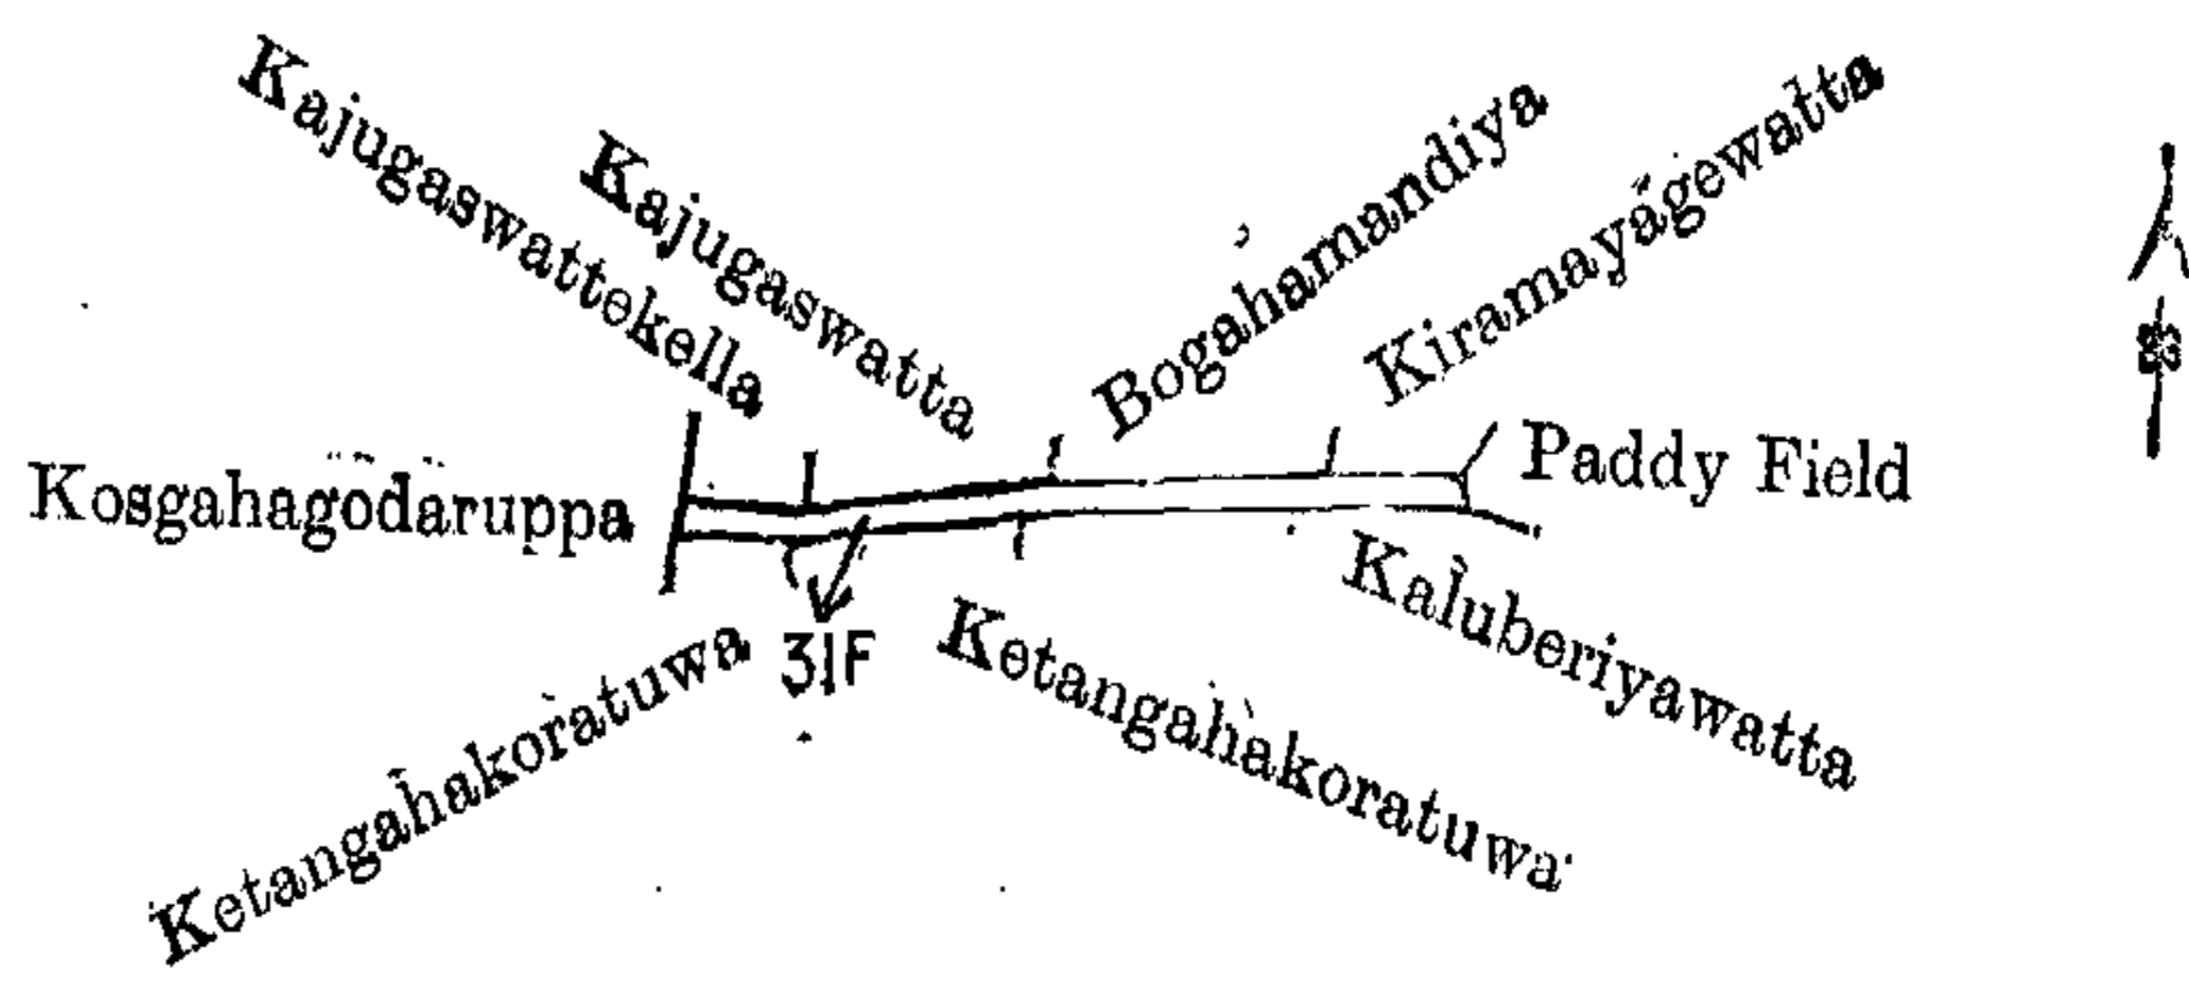 Kajugaswattekella
Kajugaswatta
Bogahamandiya
Kiramayagewatta
Kosgahagodaruppa
Paddy Field
Ketangahakoratuwa
31F
Ketangahakoratuwa
Kaluberiyawatta